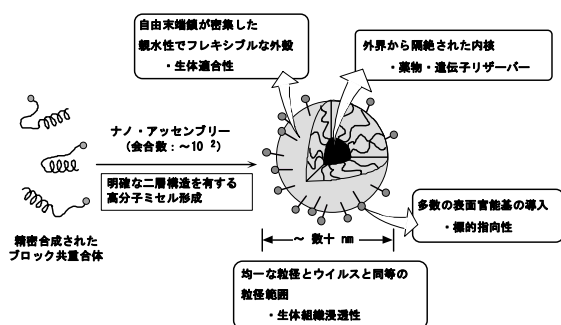 自由末端鎖が密集した
親水性でフレキシブルな外殻
・生体適合性
外界から隔絶された内核
・薬物・遺伝子リザーバー
ナノ・アッセンブリー
(会合数：～10 2)
明確な二層構造を有する
高分子ミセル形成
精密合成された
ブロック共重合体
多数の表面官能基の導入
・標的指向性
～ 数十 nm
均一な粒径とウイルスと同等の
粒径範囲
・生体組織浸透性